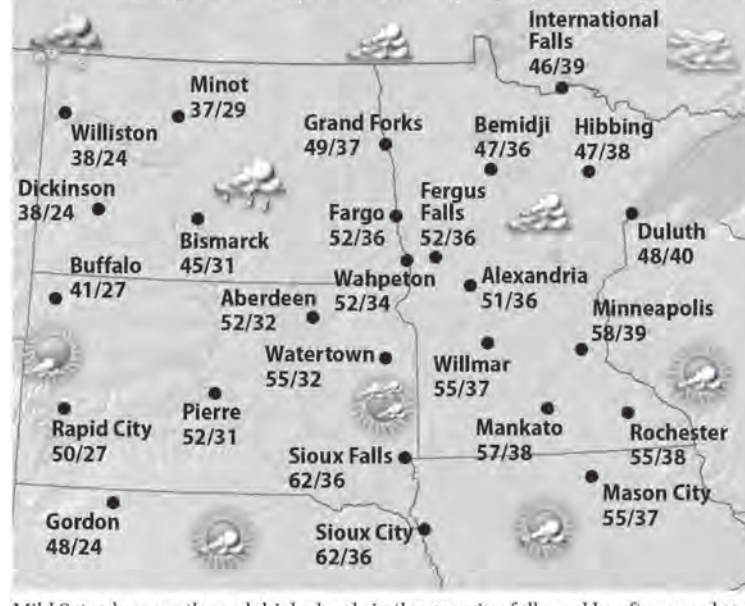 International
Falls
46/39
Minot
37/29
Williston
38/24
Grand Forks
49/37
Bemidji
47/36
Hibbing
47/38
Dickinson
38/24
Bismarck
45/31
Fargo
52/36
Fergus
Falls
52/36
Duluth
48/40
Buffalo
41/27
Wahpeton
52/34
Alexandria
51/36
Aberdeen
52/32
Minneapolis
58/39
Watertown
55/32
Willmar
55/37
Rapid City
50/27
Pierre
52/31
Mankato
57/38
Rochester
55/38
Sioux Falls
62/36
Mason City
55/37
Gordon
48/24
Sioux City
62/36